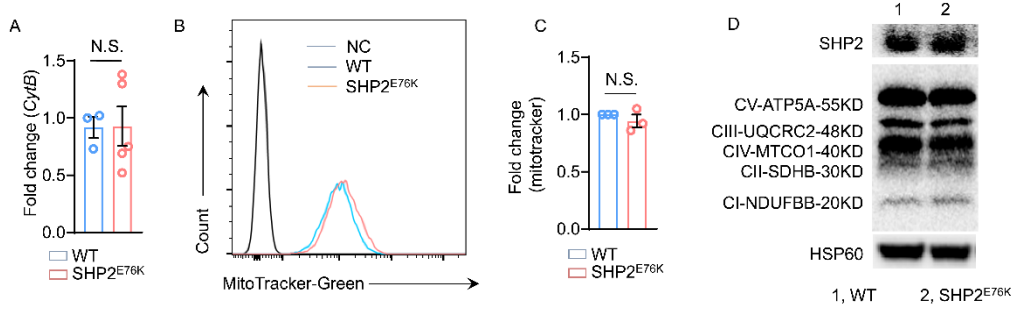 A
N.S.
Fold change (CytB)
1.5
1.0
0.5
0.0
WT
SHP2E76K
B
NC
WT
SHP2E76K
Count
MitoTracker-Green
C
N.S.
Fold change
(mitotracker)
1.5
1.0
0.5
0.0
WT
SHP2E76K
D
1 2
SHP2
CV-ATP5A-55KD
CIII-UQCRC2-48KD
CIV-MTCO1-40KD
CII-SDHB-30KD
CI-NDUFBB-20KD
HSP60
1, WT 2, SHP2E76K